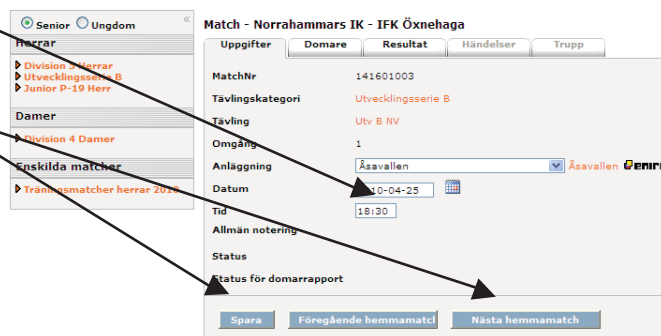 Senior Ungdom «
Herrar
Division 5 Herrar
Utvecklingsserie B
Junior P-19 Herr
Damer
Division 4 Damer
Enskilda matcher
Träningsmatcher herrar 2010
Match - Norrahammars IK - IFK Öxnehaga
Uppgifter Domare Resultat Händelser Trupp
MatchNr 141601003
Tävlingskategori Utvecklingsserie B
Tävling Utv B NV
Omgång 1
Anläggning Åsavallen Åsavallen
Datum 10-04-25
Tid 18:30
Allmän notering
Status
Status för domarrapport
Spara Föregående hemmamatcl Nästa hemmamatch